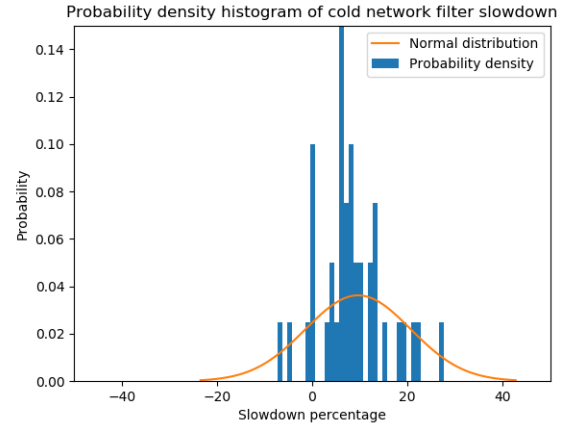 Probability density histogram of cold network filter slowdown
Normal distribution
Probability density
0.14
0.12
0.10
0.08
0.06
0.04
0.02
0.00
Probability
−40
−20
0
20
40
Slowdown percentage